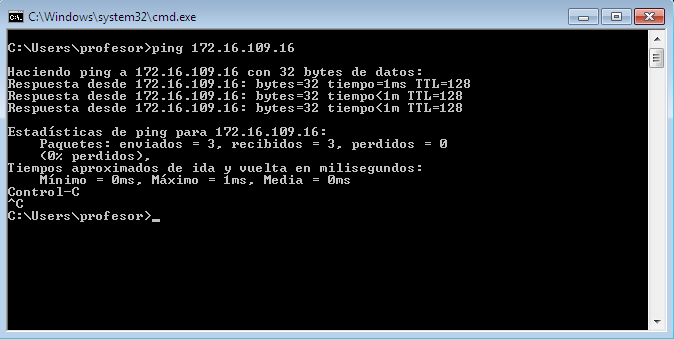 C:\Windows\system32\cmd.exe
C:\Users\profesor>ping 172.16.109.16
Haciendo ping a 172.16.109.16 con 32 bytes de datos:
Respuesta desde 172.16.109.16: bytes=32 tiempo=1ms TTL=128
Respuesta desde 172.16.109.16: bytes=32 tiempo<1m TTL=128
Respuesta desde 172.16.109.16: bytes=32 tiempo<1m TTL=128
Estadísticas de ping para 172.16.109.16:
Paquetes: enviados = 3, recibidos = 3, perdidos = 0
(0% perdidos),
Tiempos aproximados de ida y vuelta en milisegundos:
Mínimo = 0ms, Máximo = 1ms, Media = 0ms
Control-C
^C
C:\Users\profesor>_